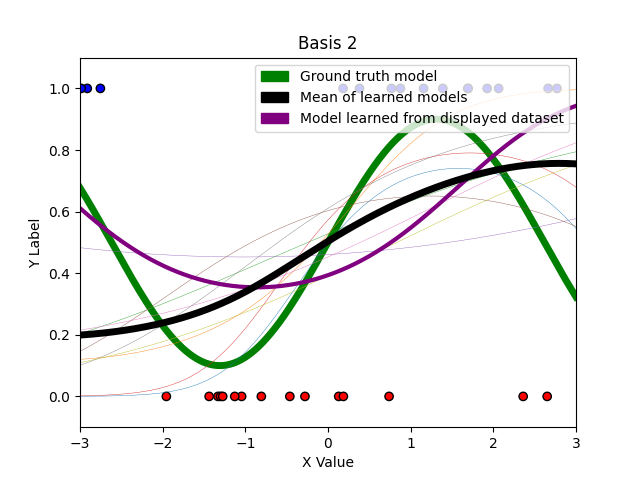 Basis 2
Ground truth model
Mean of learned models
Model learned from displayed dataset
Y Label
1.0
0.8
0.6
0.4
0.2
0.0
−3
−2
−1
0
1
2
3
X Value